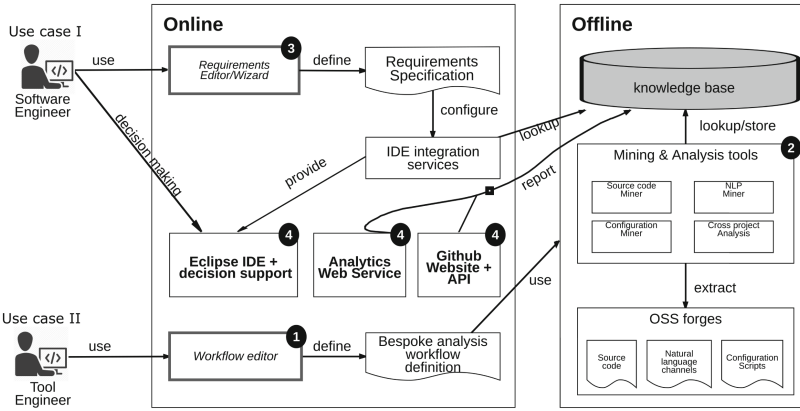 Use case I
Software
Engineer
use
decision making
Online
Requirements
Editor/Wizard
3
define
Requirements
Specification
configure
IDE integration
services
provide
lookup
report
Eclipse IDE +
decision support
4
Analytics
Web Service
4
Github
Website +
API
4
Use case II
Tool
Engineer
use
Workflow editor
1
define
Bespoke analysis
workflow
definition
use
Offline
knowledge base
lookup/store
Mining & Analysis tools
2
Source code
Miner
NLP
Miner
Configuration
Miner
Cross project
Analysis
extract
OSS forges
Source
code
Natural
language
channels
Configuration
Scripts